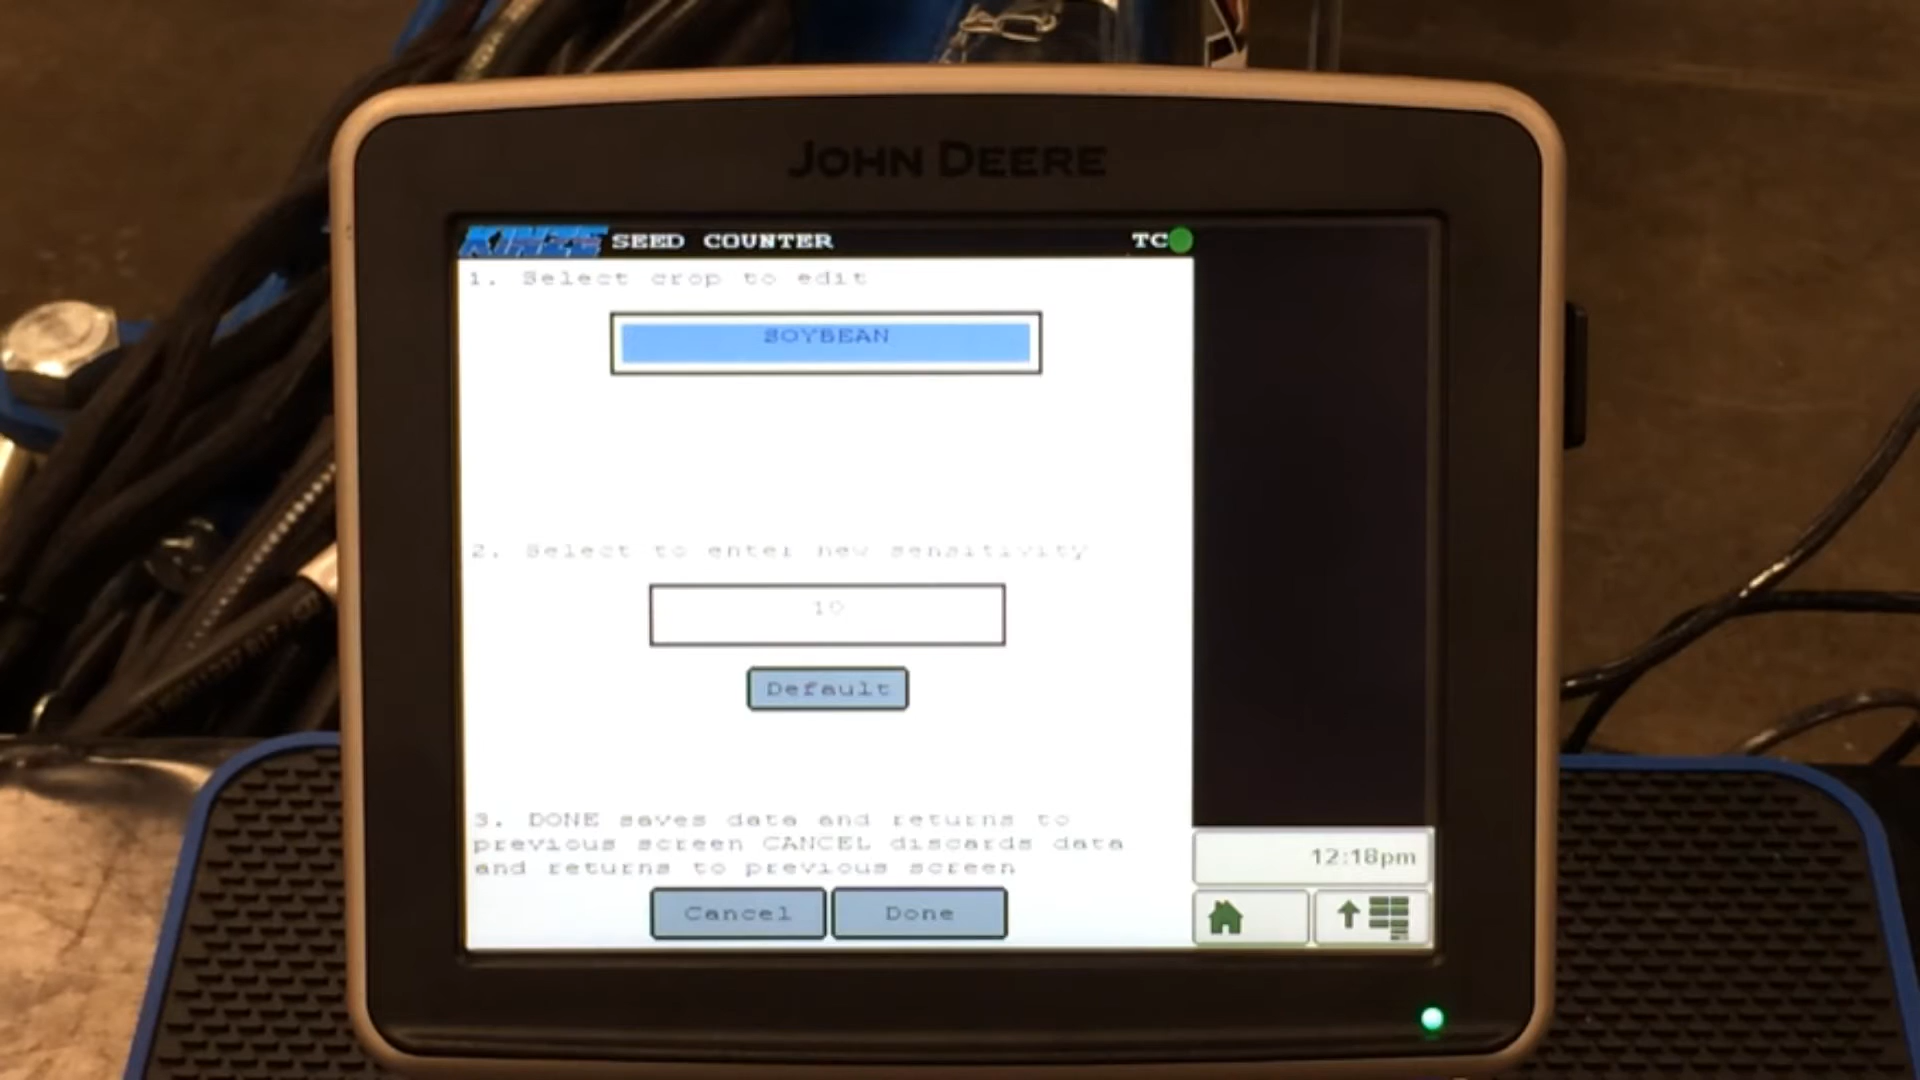 JOHN DEERE
KINZE SEED COUNTER TC
1. Select crop to edit
SOYBEAN
2. Select to enter new sensitivity
10
Default
3. DONE saves data and returns to
previous screen CANCEL discards data
and returns to previous screen
Cancel Done
12:18pm